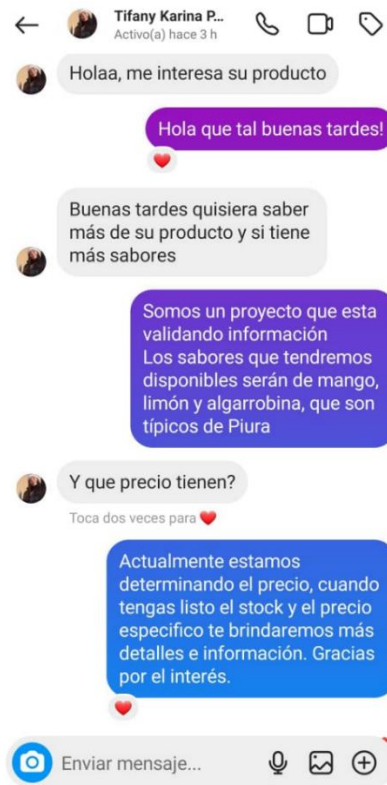 Tifany Karina P...
Activo(a) hace 3 h
Holaa, me interesa su producto
Hola que tal buenas tardes!
Buenas tardes quisiera saber
más de su producto y si tiene
más sabores
Somos un proyecto que esta
validando información
Los sabores que tendremos
disponibles serán de mango,
limón y algarrobina, que son
típicos de Piura
Y que precio tienen?
Toca dos veces para
Actualmente estamos
determinando el precio, cuando
tengas listo el stock y el precio
especifico te brindaremos más
detalles e información. Gracias
por el interés.
Enviar mensaje...